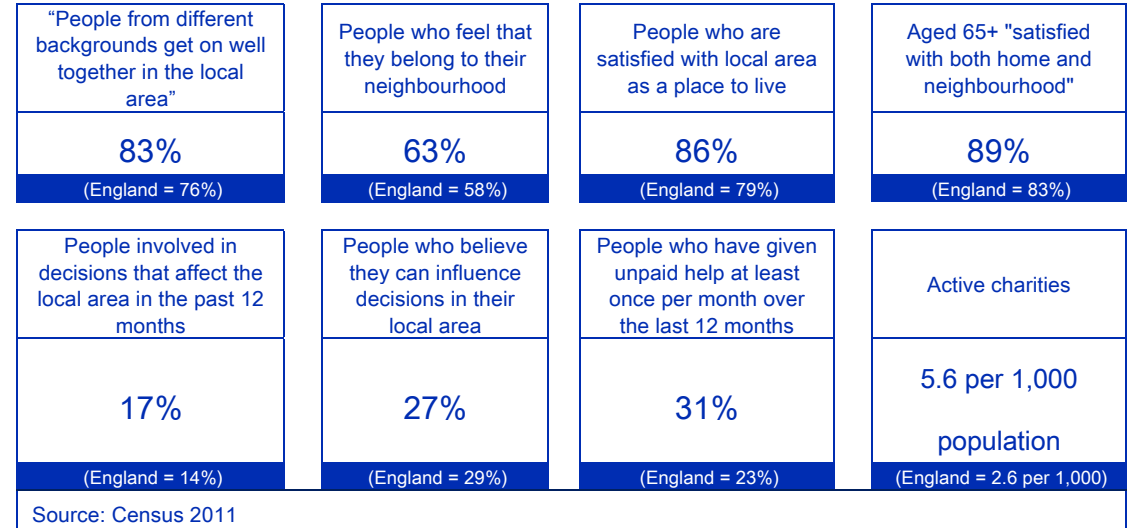 “People from different
backgrounds get on well
together in the local
area”
83%
(England = 76%)
People who feel that
they belong to their
neighbourhood
63%
(England = 58%)
People who are
satisfied with local area
as a place to live
86%
(England = 79%)
Aged 65+ "satisfied
with both home and
neighbourhood"
89%
(England = 83%)
People involved in
decisions that affect the
local area in the past 12
months
17%
(England = 14%)
People who believe
they can influence
decisions in their
local area
27%
(England = 29%)
People who have given
unpaid help at least
once per month over
the last 12 months
31%
(England = 23%)
Active charities
5.6 per 1,000
population
(England = 2.6 per 1,000)
Source: Census 2011